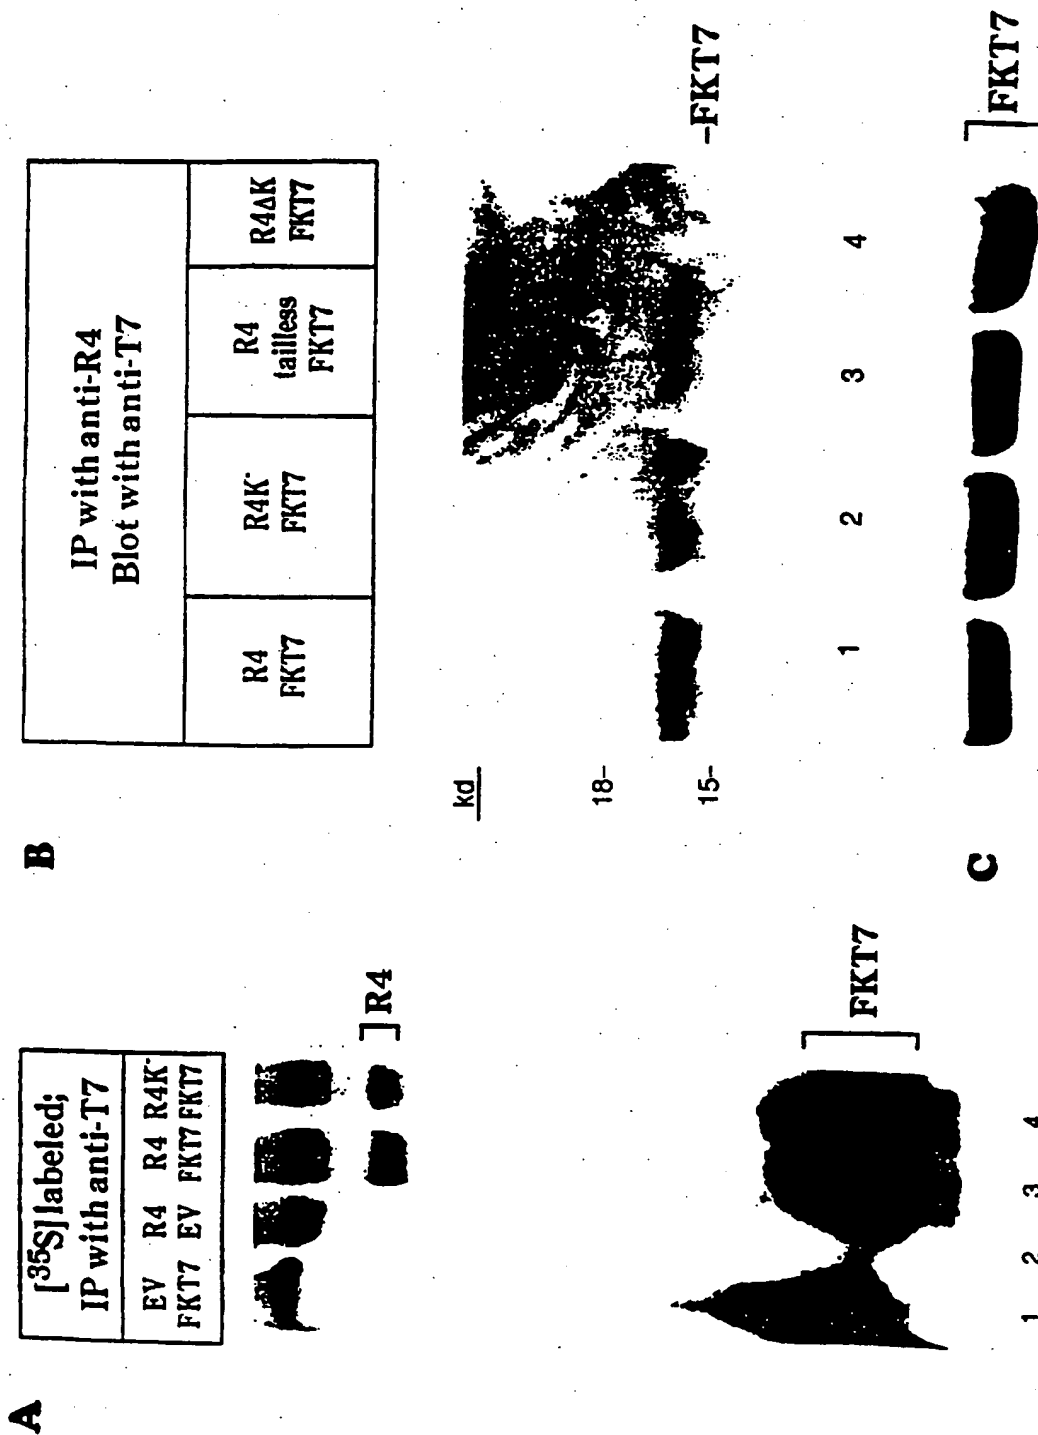 A
[35S] labeled;
IP with anti-T7
EV R4 R4 R4K-
FKT7 EV FKT7 FKT7
]R4
FKT7
1 2 3 4
B
IP with anti-R4
Blot with anti-T7
R4 FKT7
R4K- FKT7
R4 tailless FKT7
R4ΔK FKT7
kd
18-
15-
-FKT7
1 2 3 4
C
FKT7